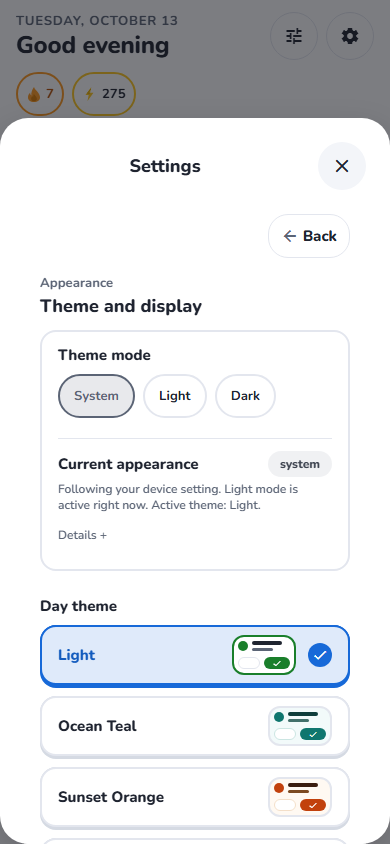 TUESDAY, OCTOBER 13
Good evening
7
275
Settings
Back
Appearance
Theme and display
Theme mode
System Light Dark
Current appearance system
Following your device setting. Light mode is
active right now. Active theme: Light.
Details +
Day theme
Light
Ocean Teal
Sunset Orange